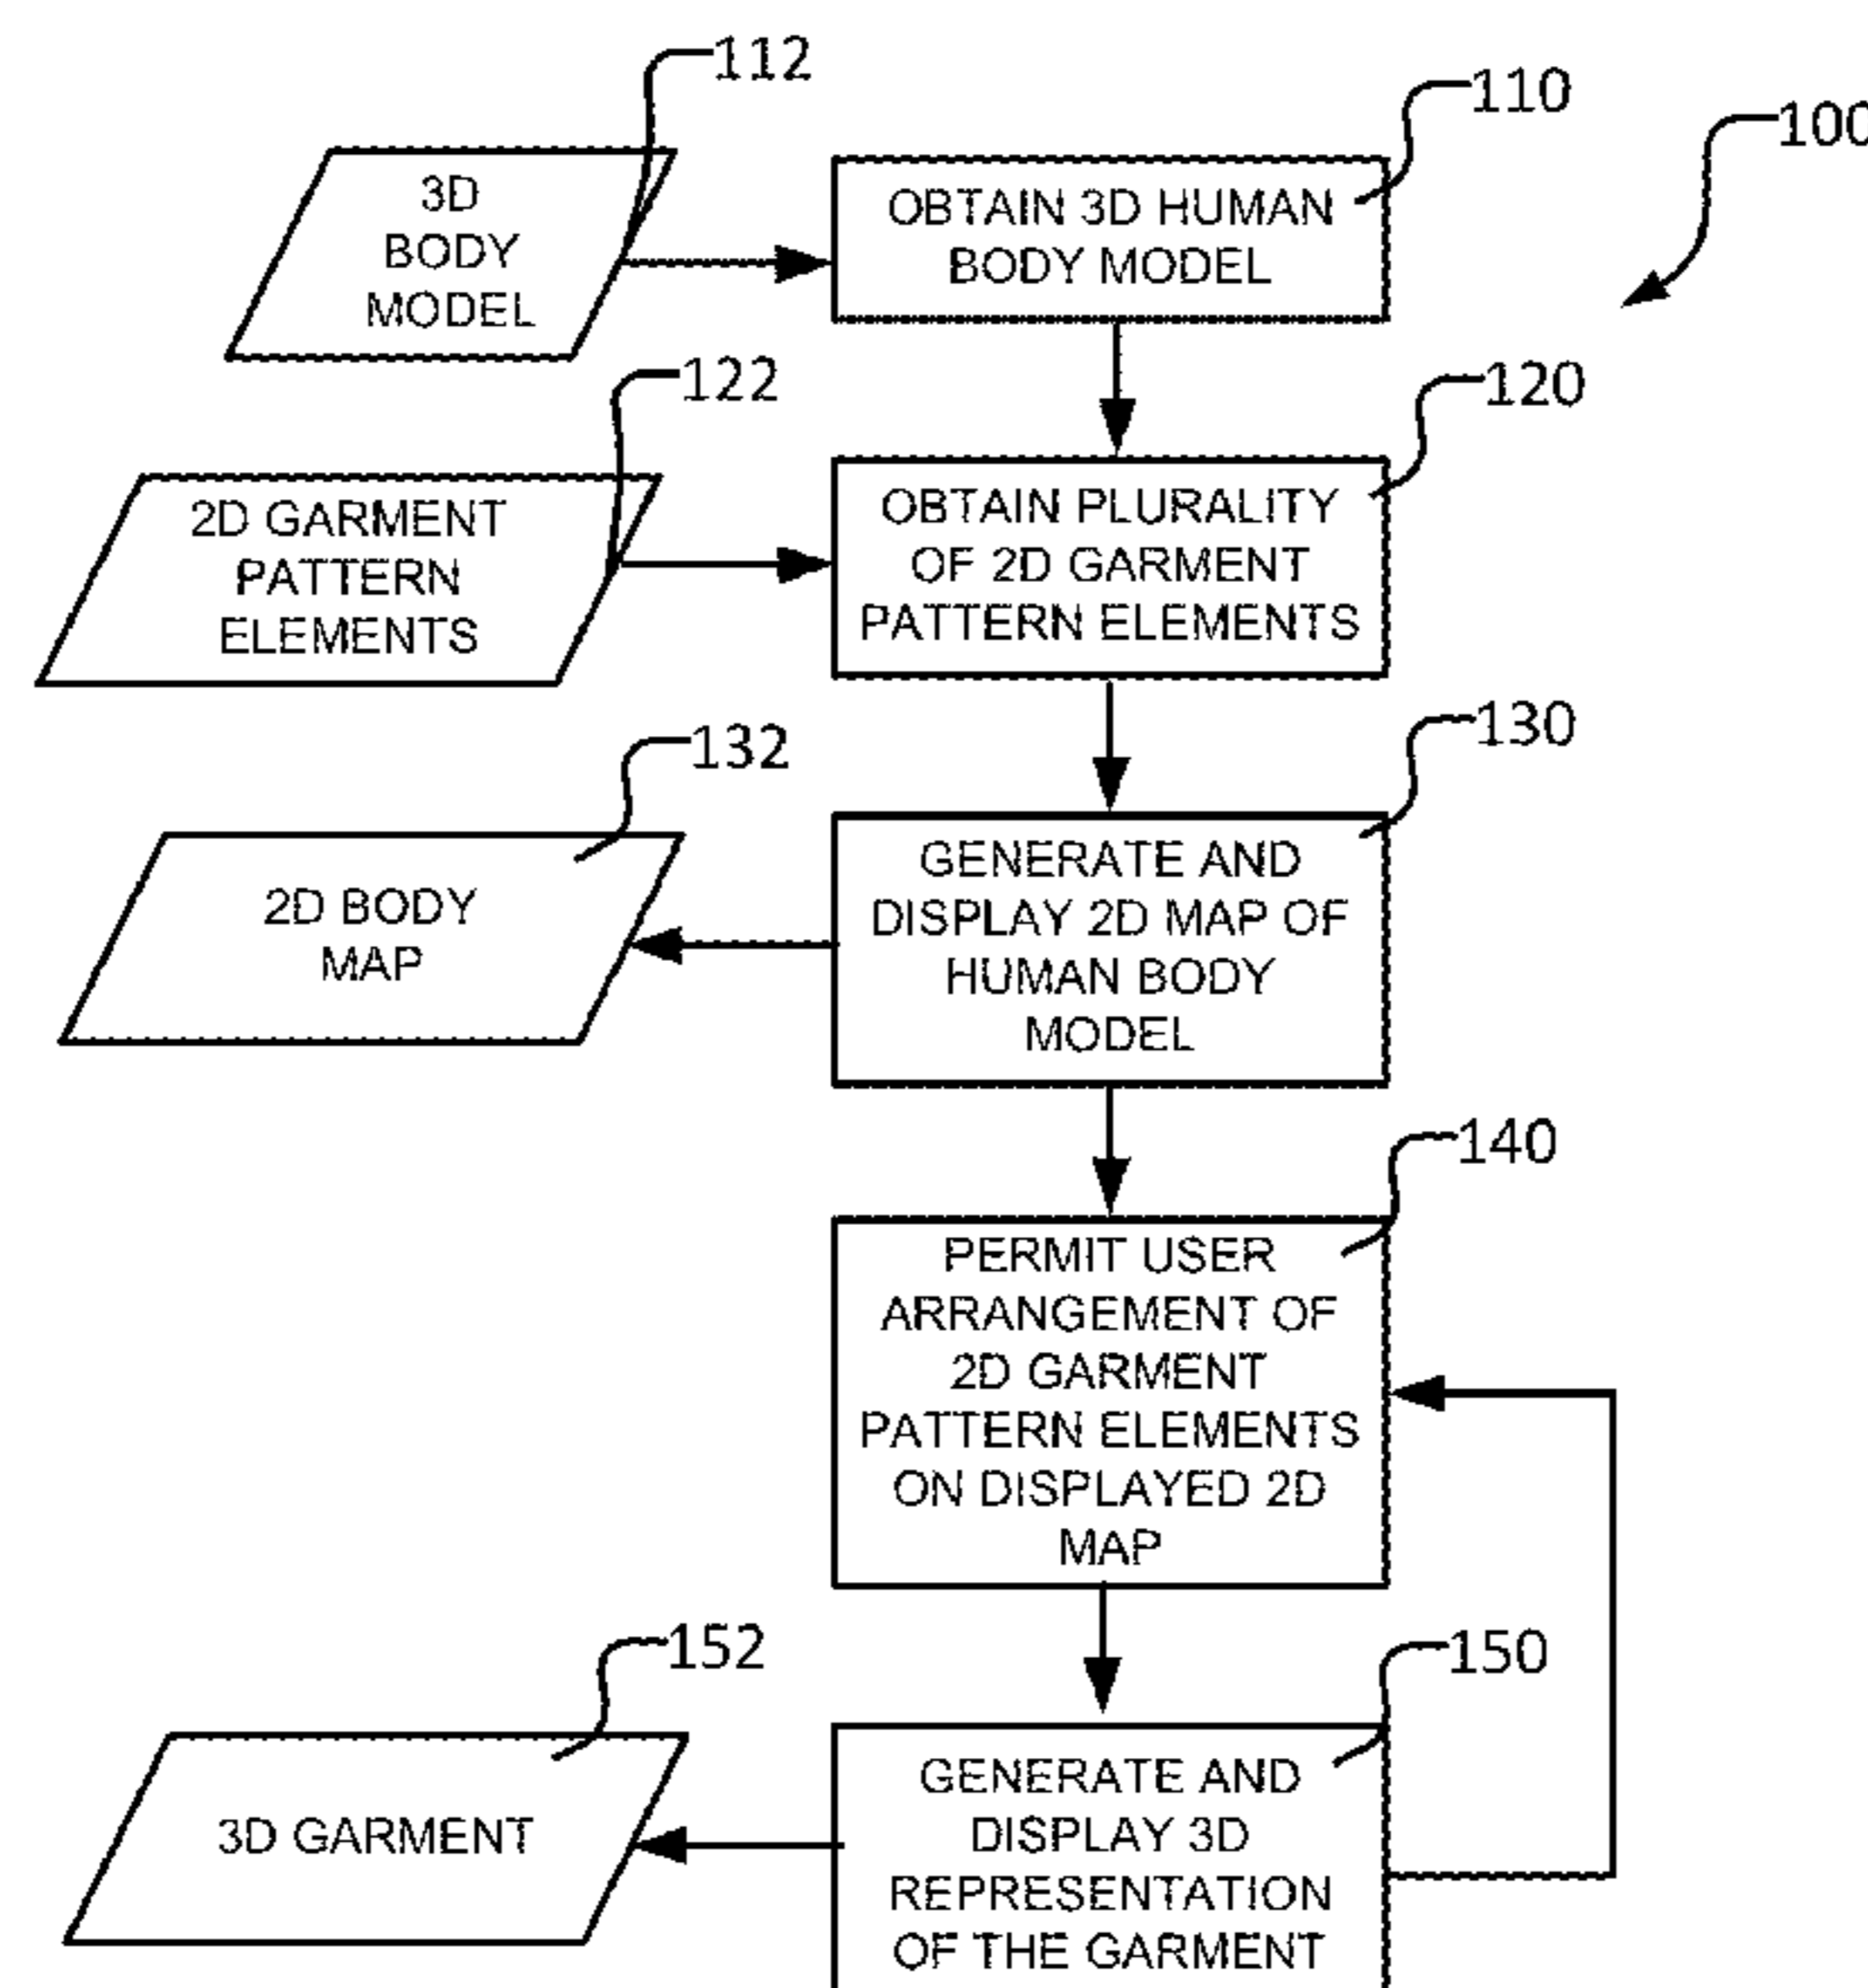 112
110
100
3D
BODY
MODEL
OBTAIN 3D HUMAN
BODY MODEL
122
120
2D GARMENT
PATTERN
ELEMENTS
OBTAIN PLURALITY
OF 2D GARMENT
PATTERN ELEMENTS
132
130
2D BODY
MAP
GENERATE AND
DISPLAY 2D MAP OF
HUMAN BODY
MODEL
140
PERMIT USER
ARRANGEMENT OF
2D GARMENT
PATTERN ELEMENTS
ON DISPLAYED 2D
MAP
152
150
3D GARMENT
GENERATE AND
DISPLAY 3D
REPRESENTATION
OF THE GARMENT